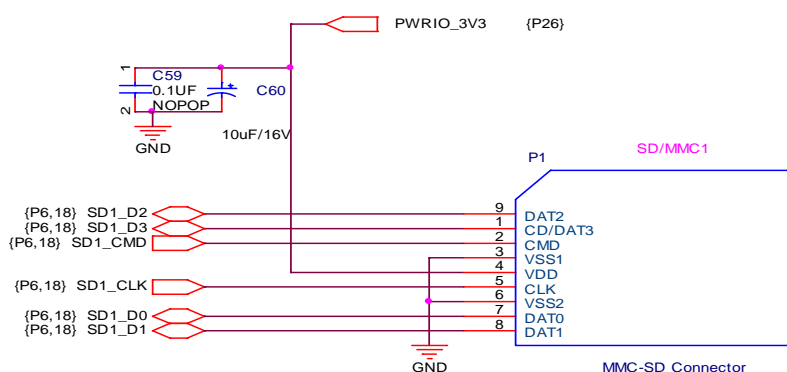 PWRIO_3V3 {P26}
1
C59
0.1UF
NOPOP
2
C60
10uF/16V
GND
P1
SD/MMC1
{P6,18} SD1_D2 9 DAT2
{P6,18} SD1_D3 1 CD/DAT3
{P6,18} SD1_CMD 2 CMD
3 VSS1
4 VDD
{P6,18} SD1_CLK 5 CLK
6 VSS2
{P6,18} SD1_D0 7 DAT0
{P6,18} SD1_D1 8 DAT1
GND
MMC-SD Connector